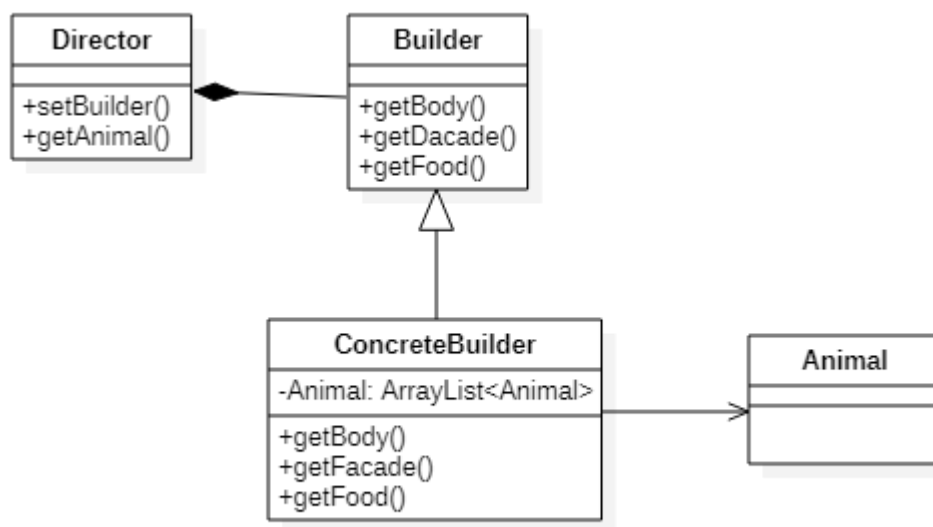 Director
+setBuilder()
+getAnimal()
Builder
+getBody()
+getDacade()
+getFood()
ConcreteBuilder
-Animal: ArrayList<Animal>
+getBody()
+getFacade()
+getFood()
Animal